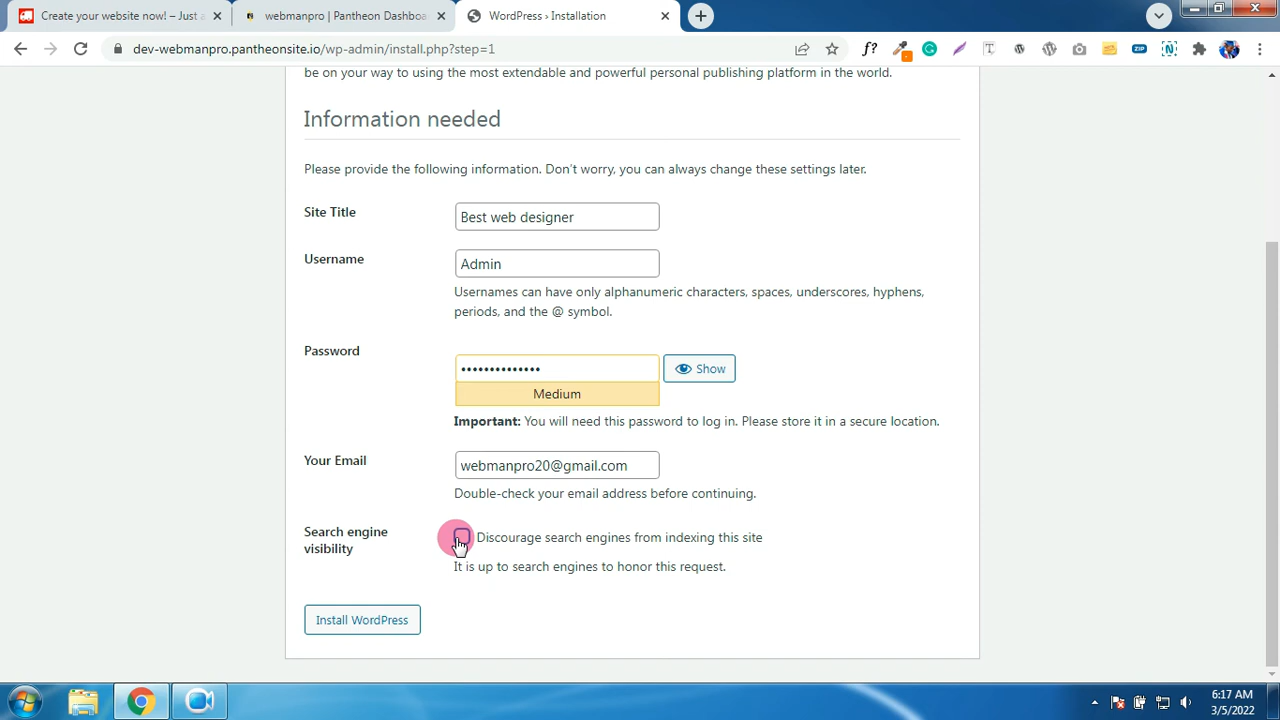 Create your website now! – Just a
webmanpro | Pantheon Dashboa
WordPress › Installation
dev-webmanpro.pantheonsite.io/wp-admin/install.php?step=1
be on your way to using the most extendable and powerful personal publishing platform in the world.
Information needed
Please provide the following information. Don't worry, you can always change these settings later.
Site Title
Best web designer
Username
Admin
Usernames can have only alphanumeric characters, spaces, underscores, hyphens,
periods, and the @ symbol.
Password
••••••••••••••
Show
Medium
Important: You will need this password to log in. Please store it in a secure location.
Your Email
webmanpro20@gmail.com
Double-check your email address before continuing.
Search engine
visibility
Discourage search engines from indexing this site
It is up to search engines to honor this request.
Install WordPress
6:17 AM
3/5/2022